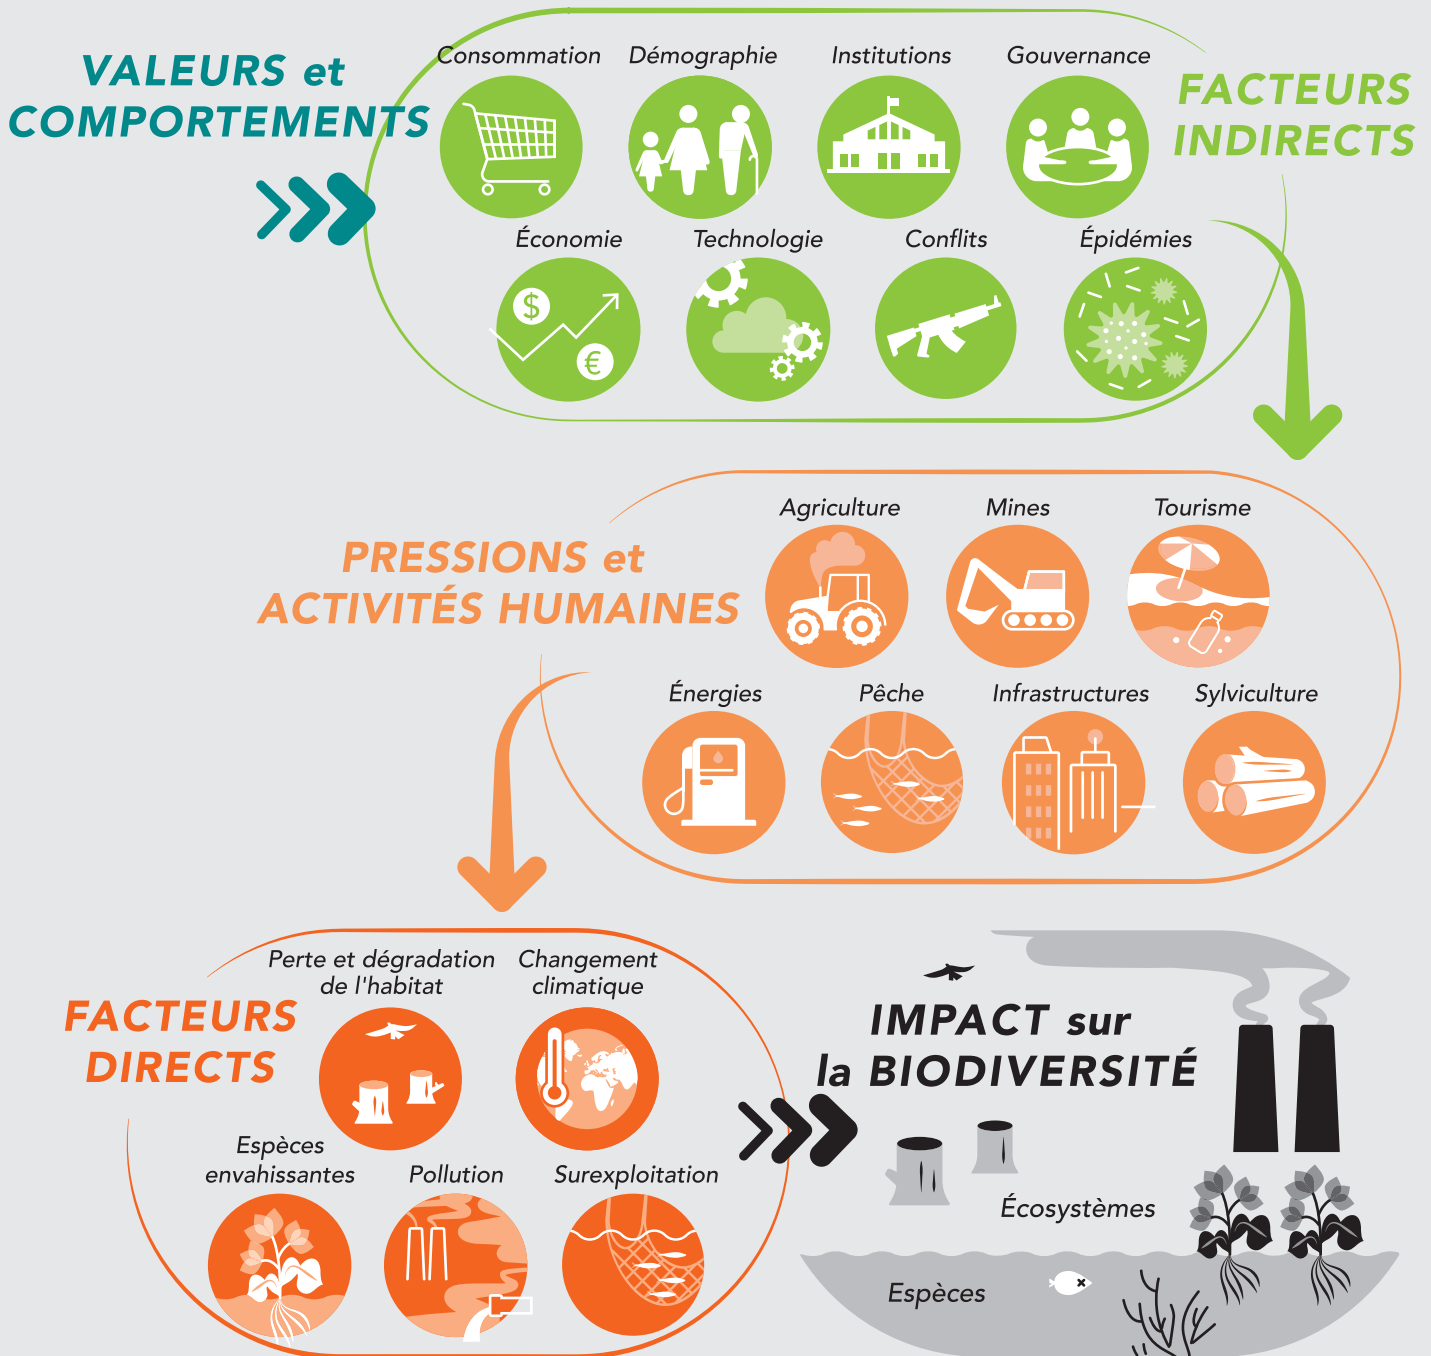 VALEURS et
COMPORTEMENTS
Consommation
Démographie
Institutions
Gouvernance
FACTEURS
INDIRECTS
Économie
Technologie
Conflits
Épidémies
$
€
PRESSIONS et
ACTIVITÉS HUMAINES
Agriculture
Mines
Tourisme
Énergies
Pêche
Infrastructures
Sylviculture
FACTEURS
DIRECTS
Perte et dégradation
de l'habitat
Changement
climatique
Espèces
envahissantes
Pollution
Surexploitation
IMPACT sur
la BIODIVERSITÉ
Écosystèmes
Espèces